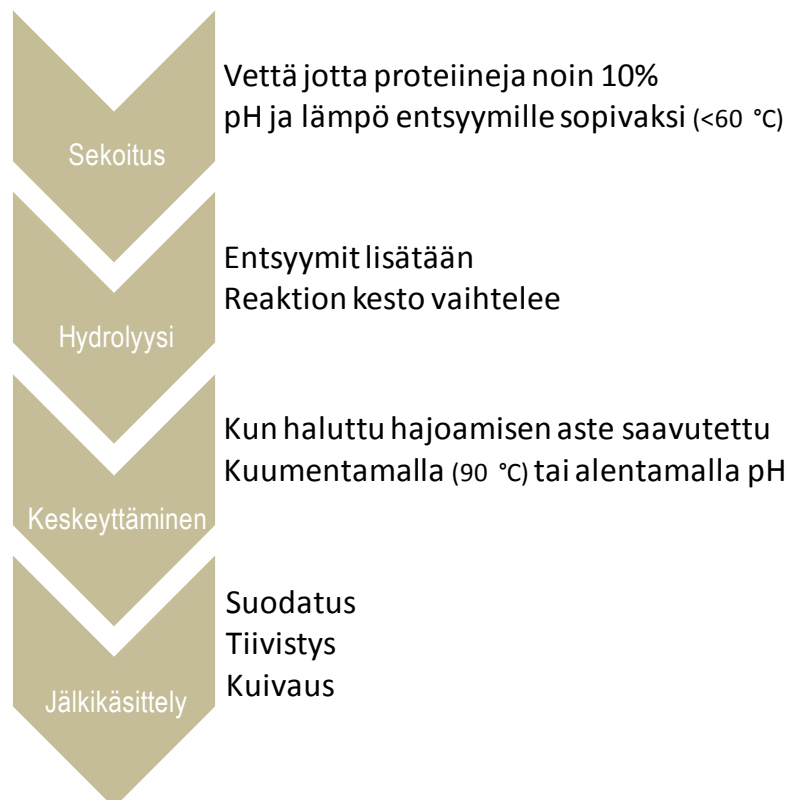 Sekoitus
Vettä jotta proteiineja noin 10%
pH ja lämpö entsyymille sopivaksi (<60 °C)
Hydrolyysi
Entsyymit lisätään
Reaktion kesto vaihtelee
Keskeyttäminen
Kun haluttu hajoamisen aste saavutettu
Kuumentamalla (90 °C) tai alentamalla pH
Jälkikäsittely
Suodatus
Tiivistys
Kuivaus